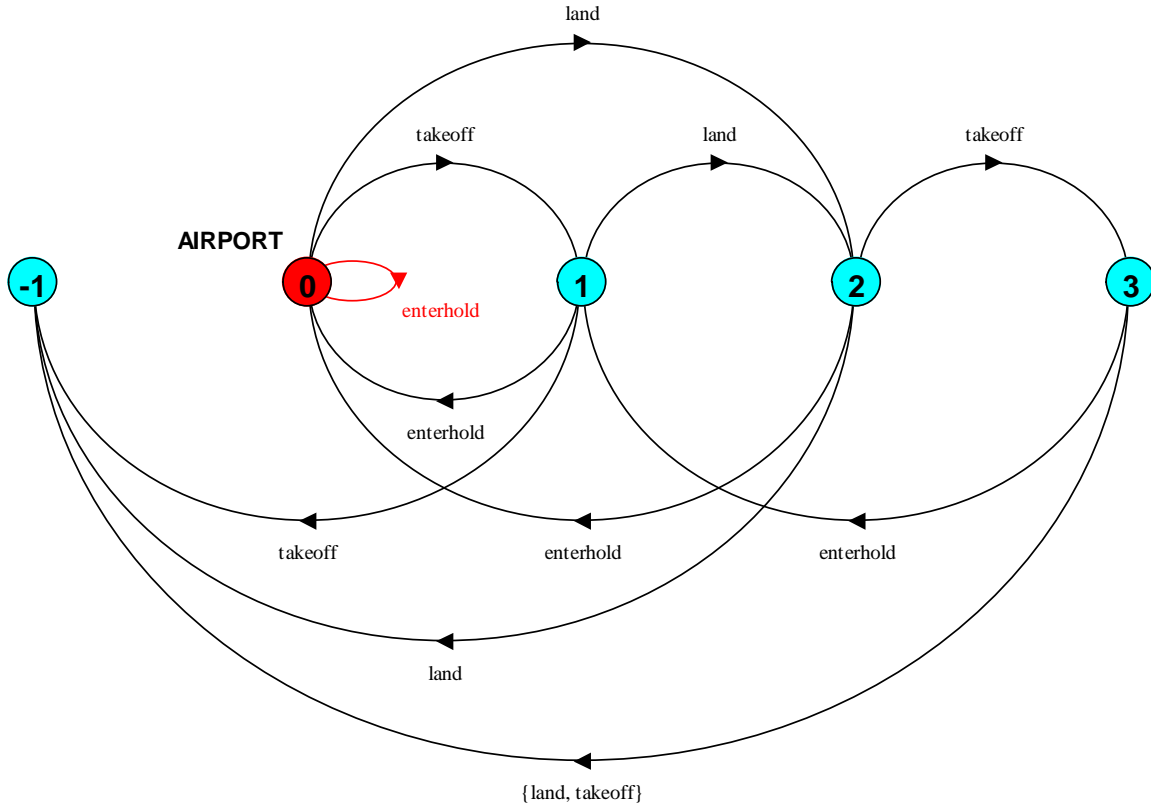 land
takeoff
land
takeoff
AIRPORT
-1
0
1
2
3
enterhold
enterhold
takeoff
enterhold
enterhold
land
{land, takeoff}